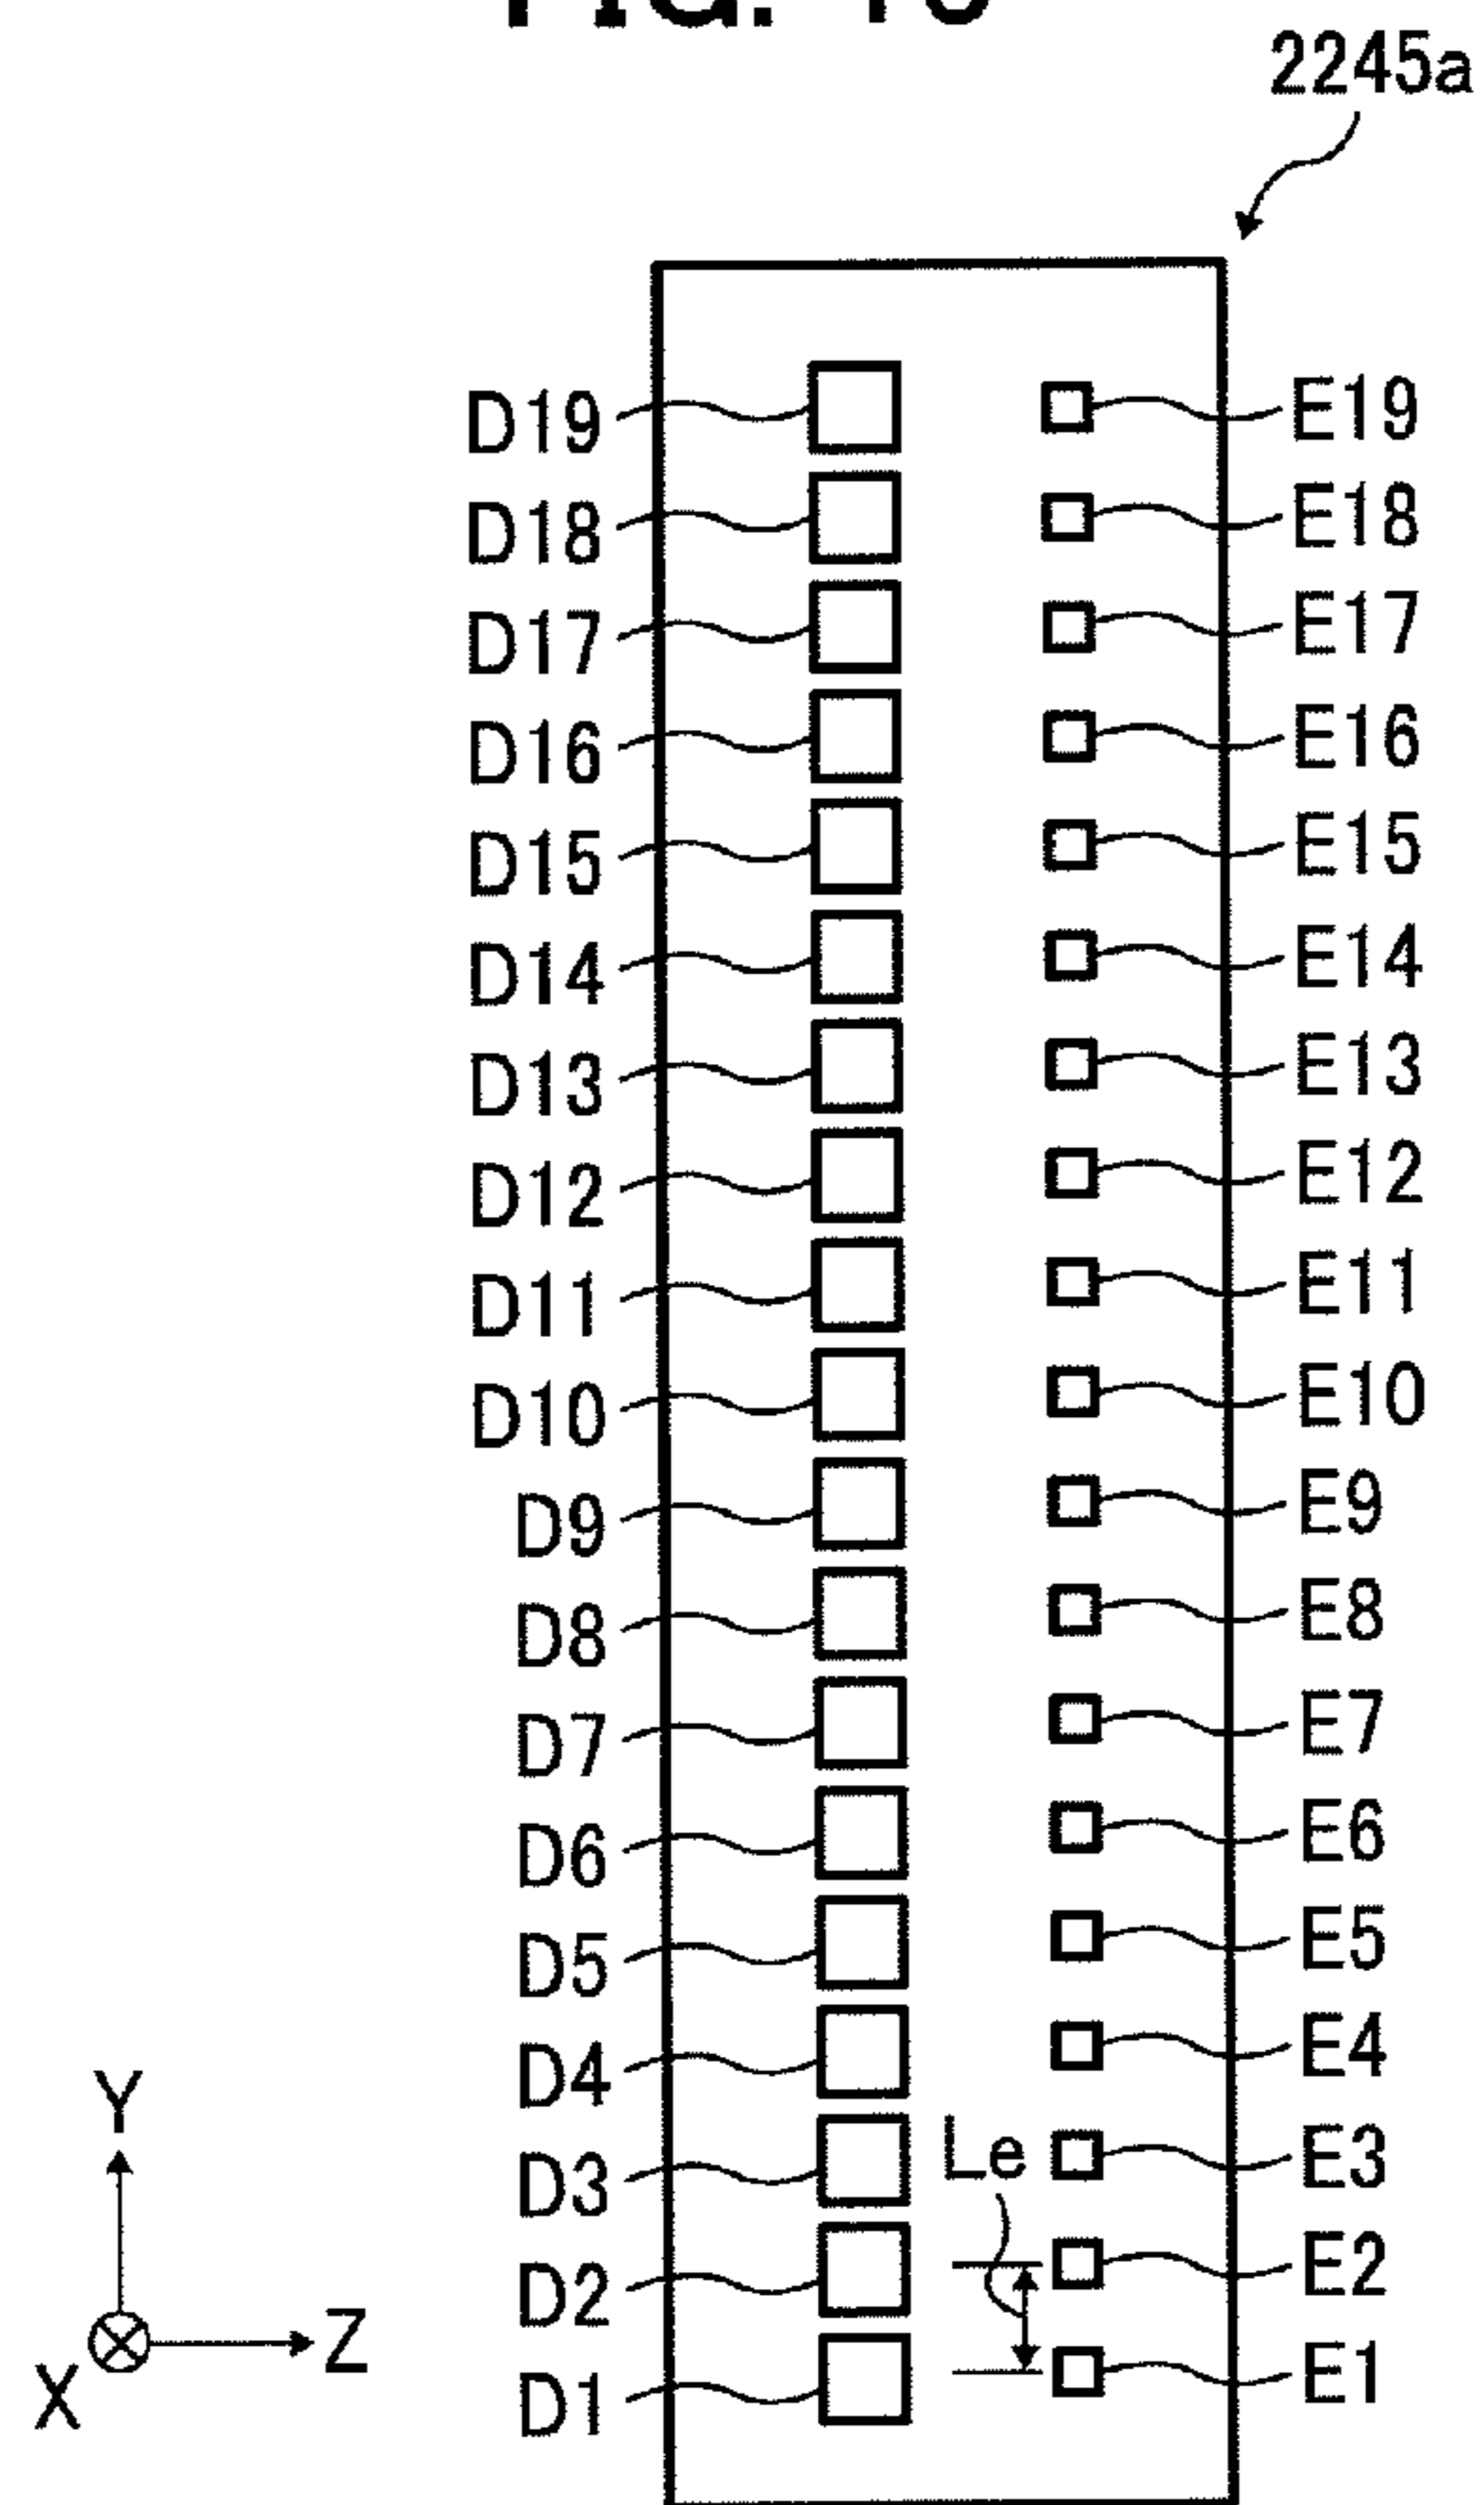 2245a
D19 E19
D18 E18
D17 E17
D16 E16
D15 E15
D14 E14
D13 E13
D12 E12
D11 E11
D10 E10
D9 E9
D8 E8
D7 E7
D6 E6
D5 E5
D4 E4
Y
D3 Le E3
D2 E2
Z
X
D1 E1